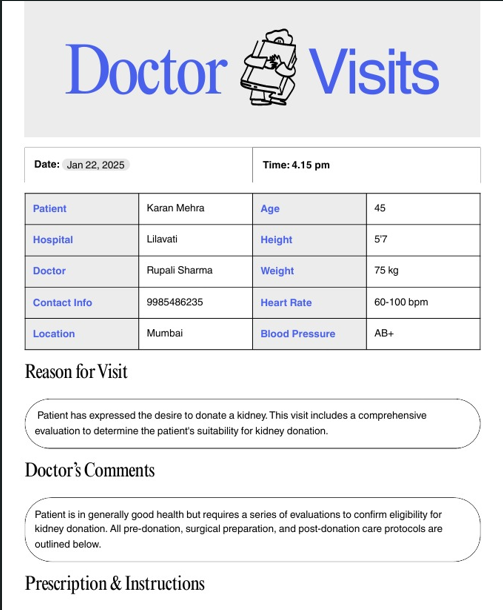 Doctor Visits
Date: Jan 22, 2025 Time: 4.15 pm
Patient Karan Mehra Age 45
Hospital Lilavati Height 5'7
Doctor Rupali Sharma Weight 75 kg
Contact Info 9985486235 Heart Rate 60-100 bpm
Location Mumbai Blood Pressure AB+
Reason for Visit
Patient has expressed the desire to donate a kidney. This visit includes a comprehensive
evaluation to determine the patient's suitability for kidney donation.
Doctor's Comments
Patient is in generally good health but requires a series of evaluations to confirm eligibility for
kidney donation. All pre-donation, surgical preparation, and post-donation care protocols are
outlined below.
Prescription & Instructions